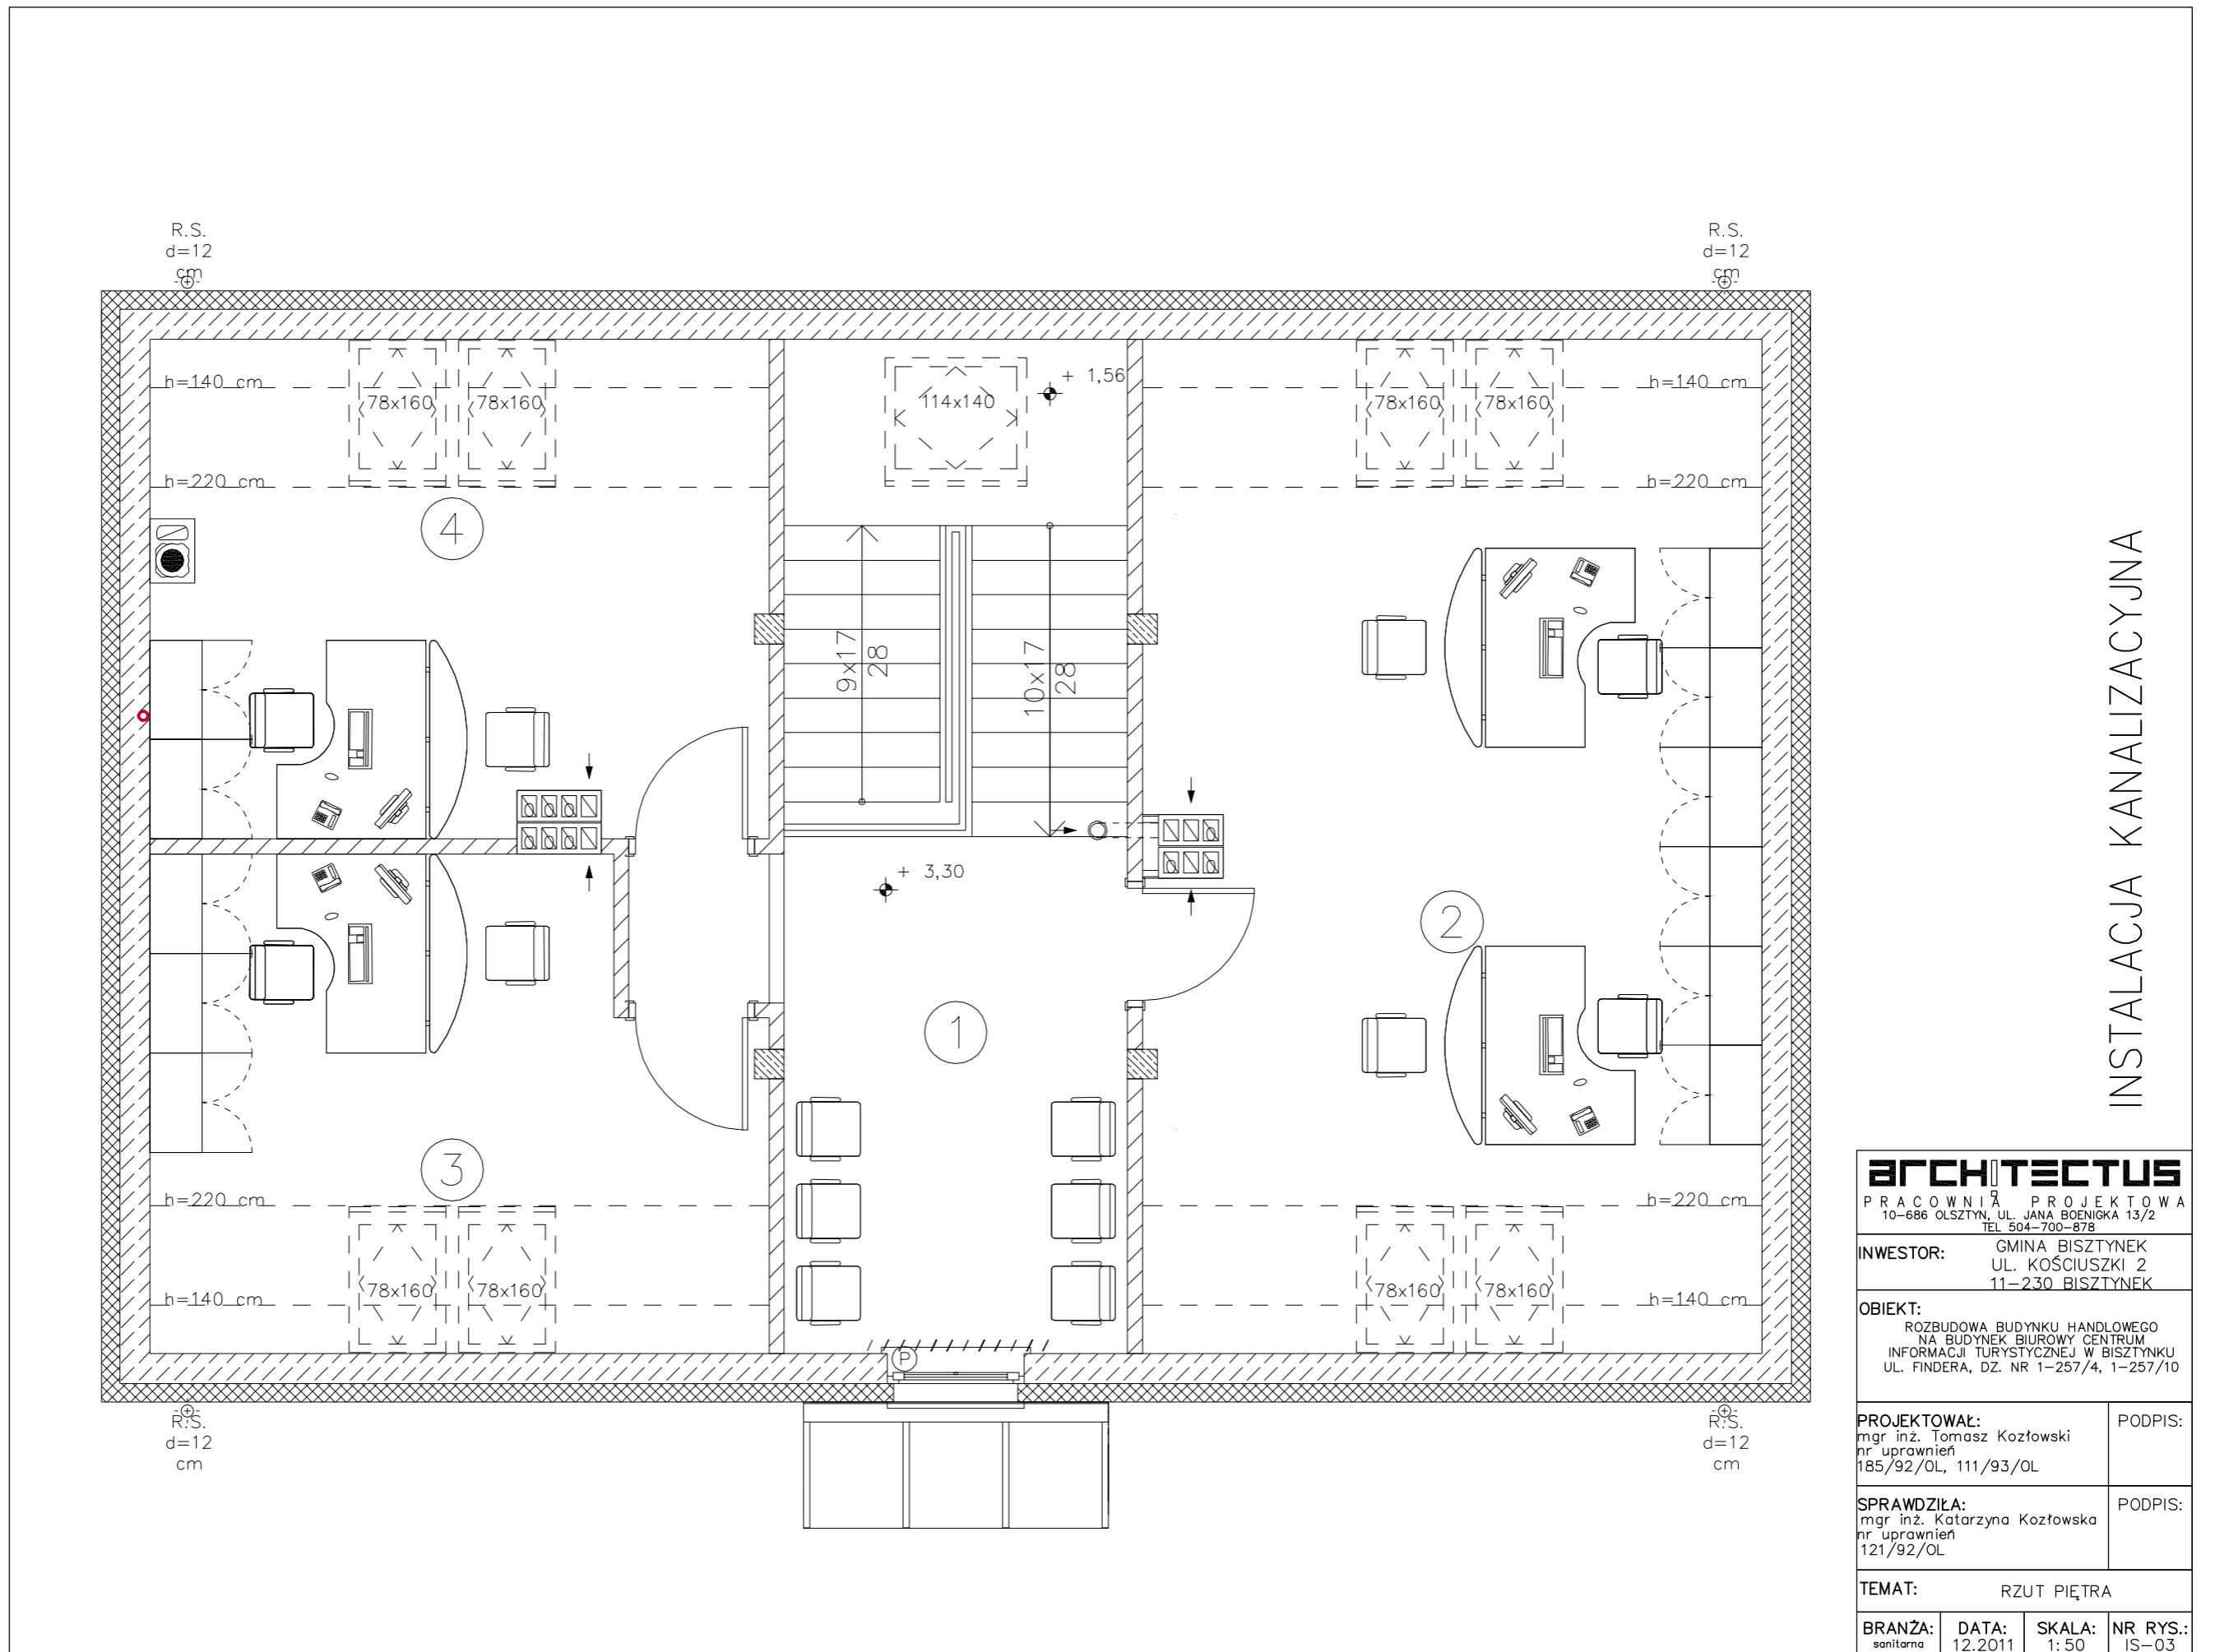 R.S.
d=12
cm
R.S.
d=12
cm
h=140 cm
78x160
78x160
114x140
+ 1,56
78x160
78x160
h=140 cm
h=220 cm
h=220 cm
4
9x17
28
10x17
28
+ 3,30
2
1
3
h=220 cm
h=220 cm
78x160
78x160
78x160
78x160
h=140 cm
h=140 cm
P
R.S.
d=12
cm
R.S.
d=12
cm
INSTALACJA KANALIZACYJNA
ARCHITECTUS
PRACOWNIA PROJEKTOWA
10-686 OLSZTYN, UL. JANA BOENIGKA 13/2
TEL 504-700-878
INWESTOR:
GMINA BISZTYNEK
UL. KOŚCIUSZKI 2
11-230 BISZTYNEK
OBIEKT:
ROZBUDOWA BUDYNKU HANDLOWEGO
NA BUDYNEK BIUROWY CENTRUM
INFORMACJI TURYSTYCZNEJ W BISZTYNKU
UL. FINDERA, DZ. NR 1-257/4, 1-257/10
PROJEKTOWAŁ:
mgr inż. Tomasz Kozłowski
nr uprawnień
185/92/OL, 111/93/OL
PODPIS:
SPRAWDZIŁA:
mgr inż. Katarzyna Kozłowska
nr uprawnień
121/92/OL
PODPIS:
TEMAT: RZUT PIĘTRA
BRANŻA: DATA: SKALA: NR RYS.:
sanitarna 12.2011 1:50 IS-03